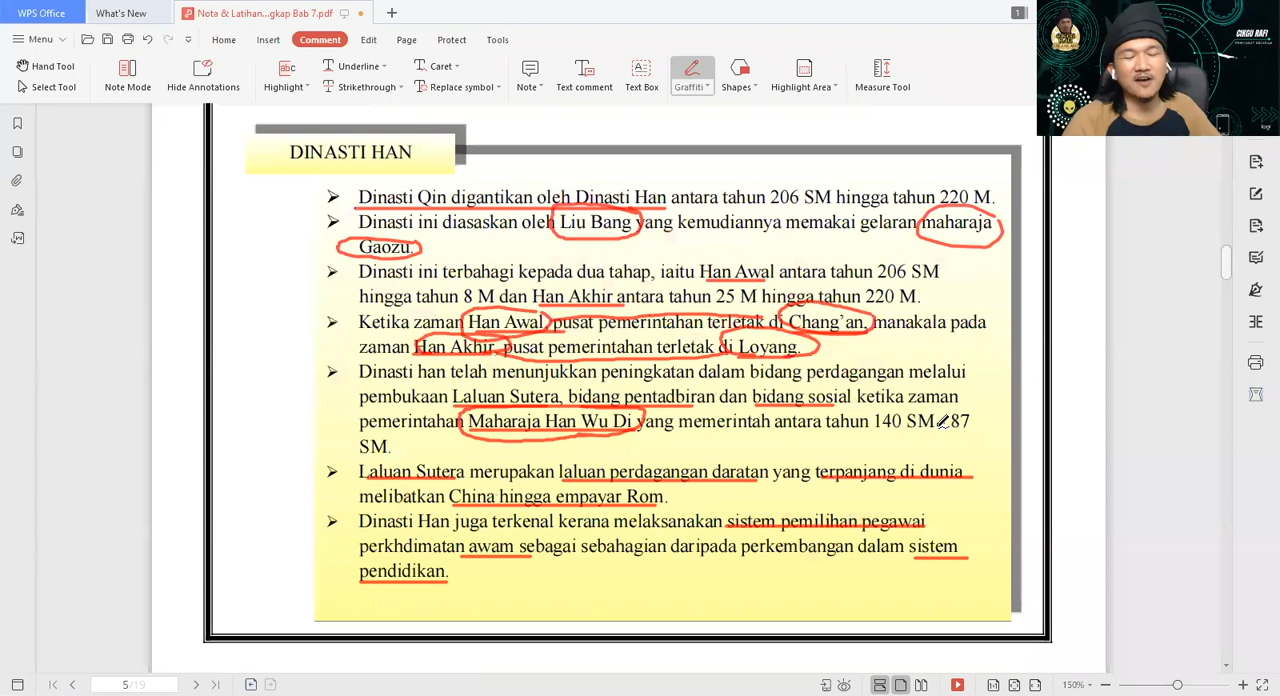 WPS Office
What's New
Nota & Latihan...gkap Bab 7.pdf
1
CIKGU RAFI
Menu
Home
Insert
Comment
Edit
Page
Protect
Tools
Hand Tool
Select Tool
Note Mode
Hide Annotations
Highlight
Underline
Strikethrough
Caret
Replace symbol
Note
Text comment
Text Box
Graffiti
Shapes
Highlight Area
Measure Tool
DINASTI HAN
Dinasti Qin digantikan oleh Dinasti Han antara tahun 206 SM hingga tahun 220 M.
Dinasti ini diasaskan oleh Liu Bang yang kemudiannya memakai gelaran maharaja
Gaozu.
Dinasti ini terbahagi kepada dua tahap, iaitu Han Awal antara tahun 206 SM
hingga tahun 8 M dan Han Akhir antara tahun 25 M hingga tahun 220 M.
Ketika zaman Han Awal, pusat pemerintahan terletak di Chang’an, manakala pada
zaman Han Akhir, pusat pemerintahan terletak di Loyang.
Dinasti han telah menunjukkan peningkatan dalam bidang perdagangan melalui
pembukaan Laluan Sutera, bidang pentadbiran dan bidang sosial ketika zaman
pemerintahan Maharaja Han Wu Di yang memerintah antara tahun 140 SM 87
SM.
Laluan Sutera merupakan laluan perdagangan daratan yang terpanjang di dunia
melibatkan China hingga empayar Rom.
Dinasti Han juga terkenal kerana melaksanakan sistem pemilihan pegawai
perkhdimatan awam sebagai sebahagian daripada perkembangan dalam sistem
pendidikan.
5/19
150%